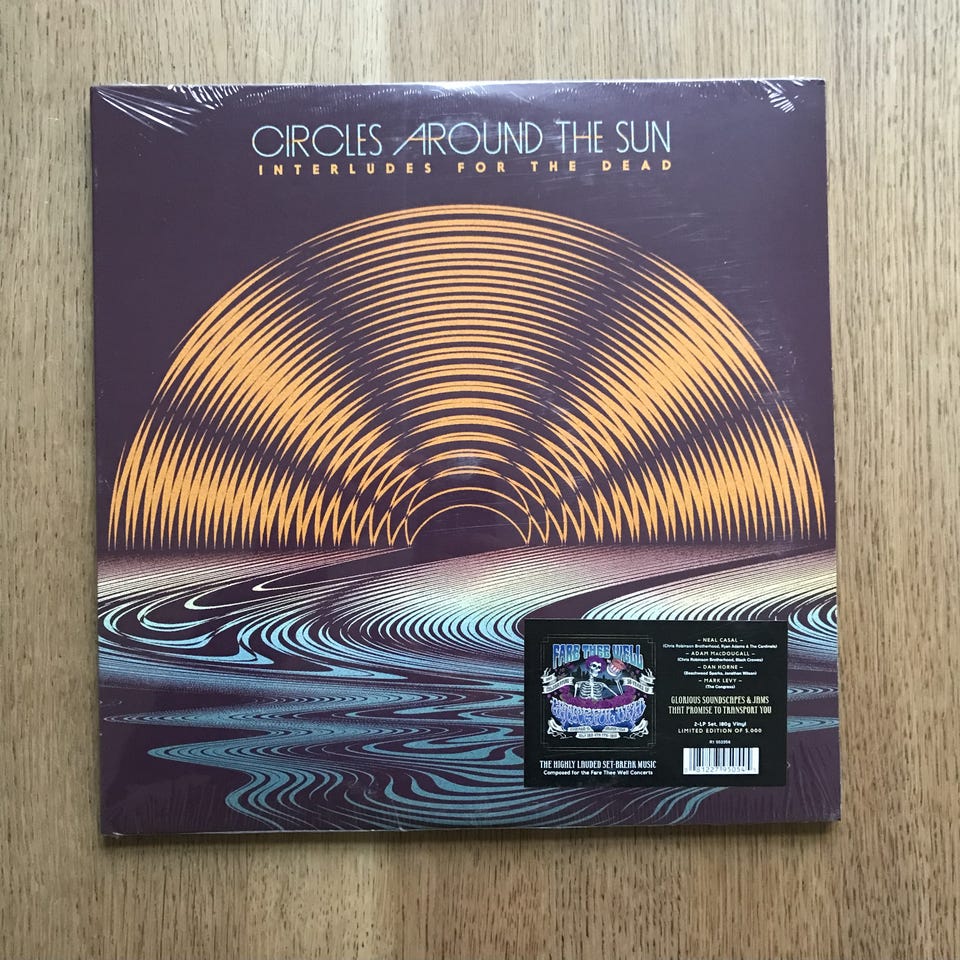 CIRCLES AROUND THE SUN
INTERLUDES FOR THE DEAD
FARE THEE WELL
– NEAL CASAL –
(Chris Robinson Brotherhood, Ryan Adams & The Cardinals)
– ADAM MacDOUGALL –
(Chris Robinson Brotherhood, Black Crowes)
– DAN HORNE –
(Beachwood Sparks, Jonathan Wilson)
– MARK LEVY –
(The Congress)
GLORIOUS SOUNDSCAPES & JAMS
THAT PROMISE TO TRANSPORT YOU
2-LP Set, 180g Vinyl
LIMITED EDITION OF 5,000
GRATEFUL DEAD
THE HIGHLY LAUDED SET-BREAK MUSIC
Composed for the Fare Thee Well Concerts